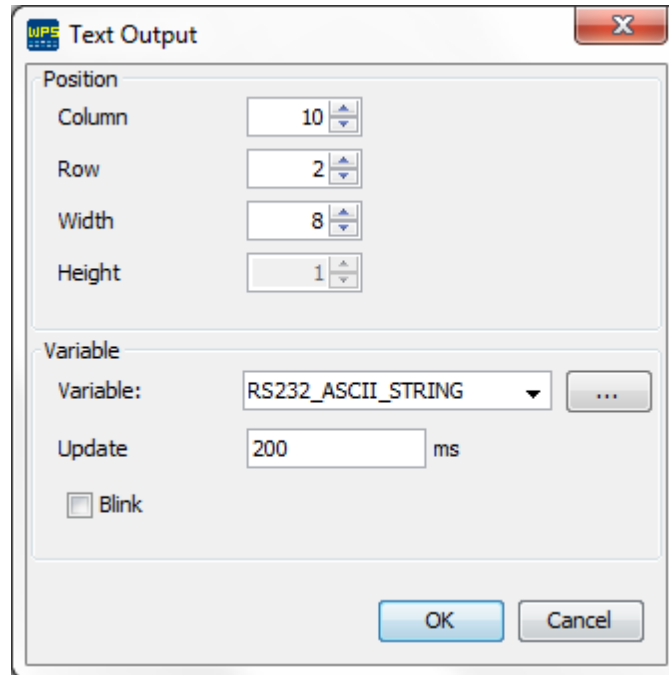 WPS Text Output
Position
Column 10
Row 2
Width 8
Height 1
Variable
Variable: RS232_ASCII_STRING ...
Update 200 ms
Blink
OK Cancel